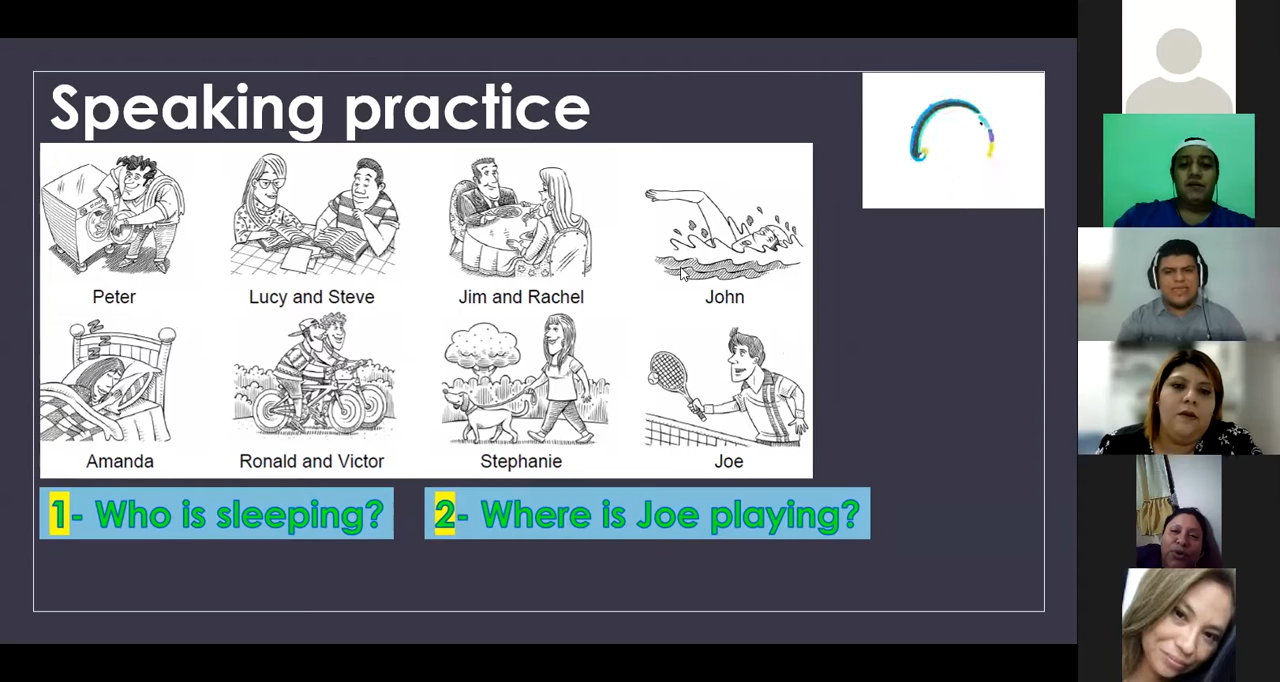 Speaking practice
Peter
Lucy and Steve
Jim and Rachel
John
Amanda
Ronald and Victor
Stephanie
Joe
1- Who is sleeping?
2- Where is Joe playing?